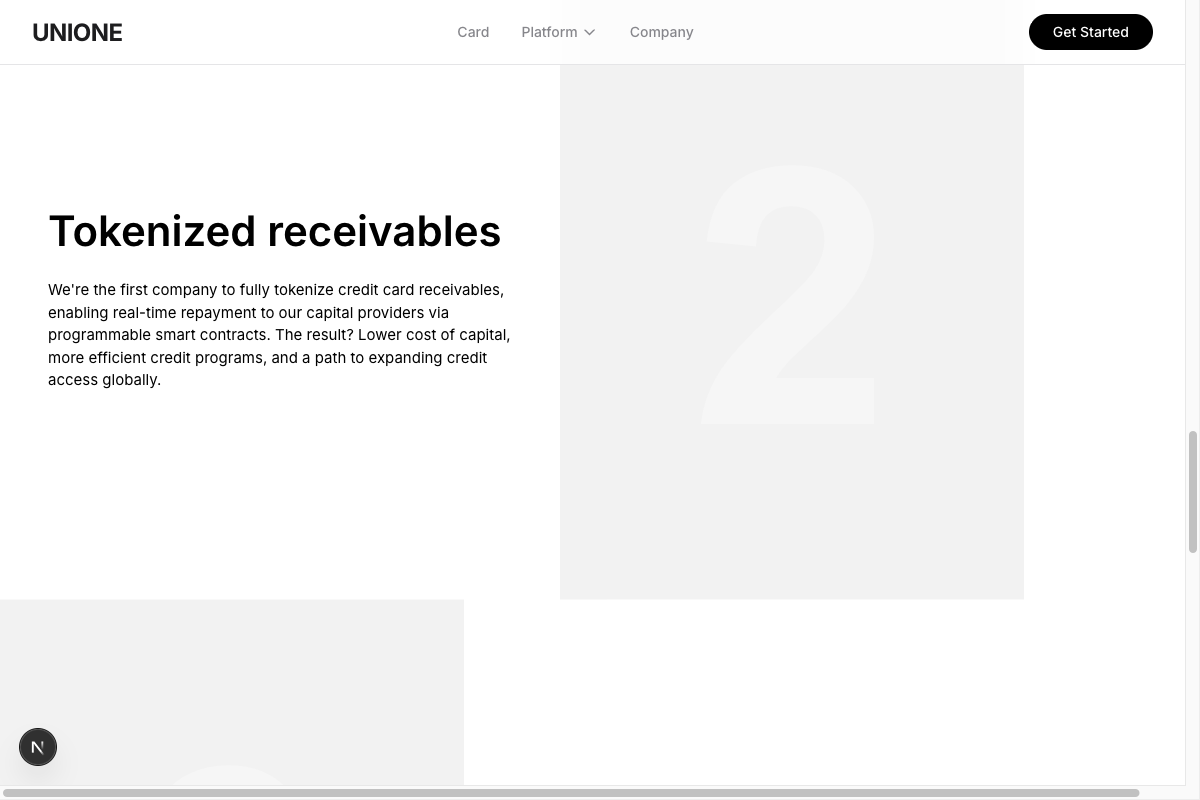 UNIONE
Card
Platform
Company
Get Started
2
Tokenized receivables
We're the first company to fully tokenize credit card receivables,
enabling real-time repayment to our capital providers via
programmable smart contracts. The result? Lower cost of capital,
more efficient credit programs, and a path to expanding credit
access globally.
N